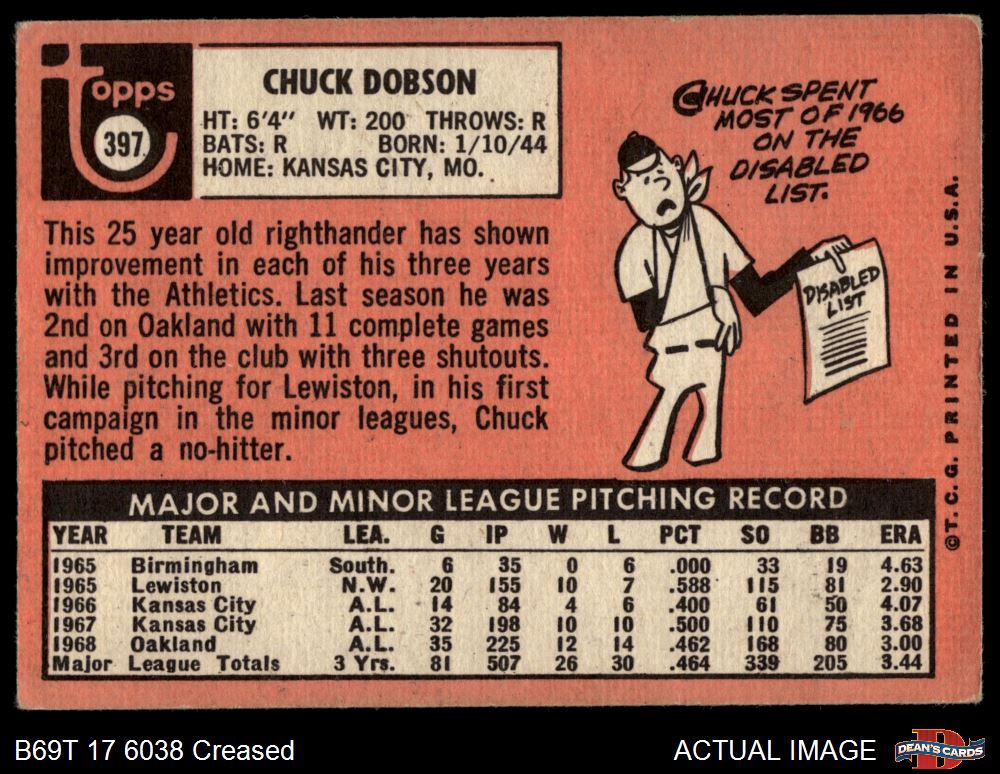 Topps
397
CHUCK DOBSON
HT: 6'4" WT: 200 THROWS: R
BATS: R BORN: 1/10/44
HOME: KANSAS CITY, MO.
This 25 year old righthander has shown
improvement in each of his three years
with the Athletics. Last season he was
2nd on Oakland with 11 complete games
and 3rd on the club with three shutouts.
While pitching for Lewiston, in his first
campaign in the minor leagues, Chuck
pitched a no-hitter.
CHUCK SPENT
MOST OF 1966
ON THE
DISABLED
LIST.
DISABLED
LIST
©T.C.G. PRINTED IN U.S.A.
MAJOR AND MINOR LEAGUE PITCHING RECORD
YEAR TEAM LEA. G IP W L PCT SO BB ERA
1965 Birmingham South. 6 35 0 6 .000 33 19 4.63
1965 Lewiston N.W. 20 155 10 7 .588 115 81 2.90
1966 Kansas City A.L. 14 84 4 6 .400 61 50 4.07
1967 Kansas City A.L. 32 198 10 10 .500 110 75 3.68
1968 Oakland A.L. 35 225 12 14 .462 168 80 3.00
Major League Totals 3 Yrs. 81 507 26 30 .464 339 205 3.44
B69T 17 6038 Creased
ACTUAL IMAGE
DEAN'S CARDS